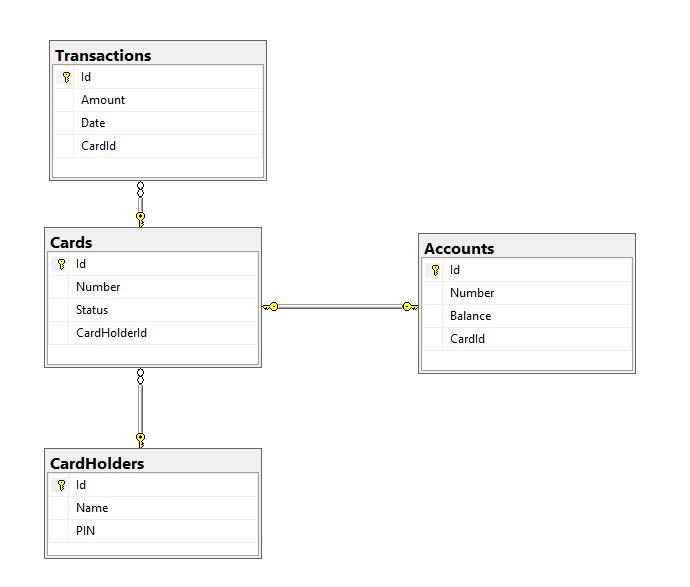 Transactions
Id
Amount
Date
CardId
Cards
Id
Number
Status
CardHolderId
Accounts
Id
Number
Balance
CardId
CardHolders
Id
Name
PIN